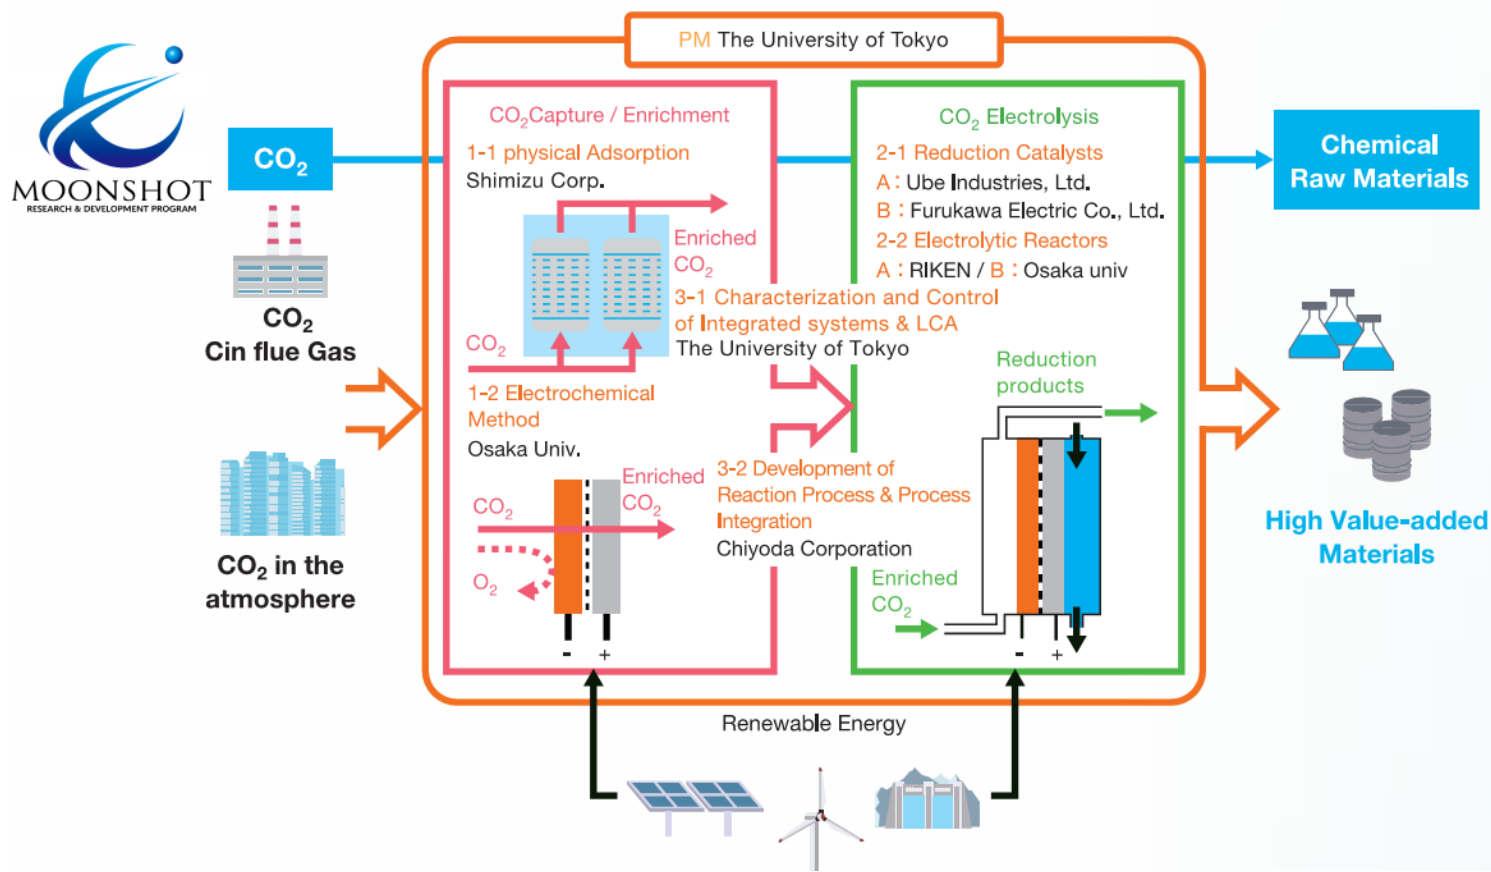 PM The University of Tokyo
MOONSHOT
RESEARCH & DEVELOPMENT PROGRAM
CO2
CO2
Cin flue Gas
CO2 in the
atmosphere
CO2Capture / Enrichment
1-1 physical Adsorption
Shimizu Corp.
Enriched
CO2
CO2
1-2 Electrochemical
Method
Osaka Univ.
Enriched
CO2
CO2
O2
-
+
3-1 Characterization and Control
of Integrated systems & LCA
The University of Tokyo
3-2 Development of
Reaction Process & Process
Integration
Chiyoda Corporation
CO2 Electrolysis
2-1 Reduction Catalysts
A : Ube Industries, Ltd.
B : Furukawa Electric Co., Ltd.
2-2 Electrolytic Reactors
A : RIKEN / B : Osaka univ
Reduction
products
Enriched
CO2
-
+
Chemical
Raw Materials
High Value-added
Materials
Renewable Energy